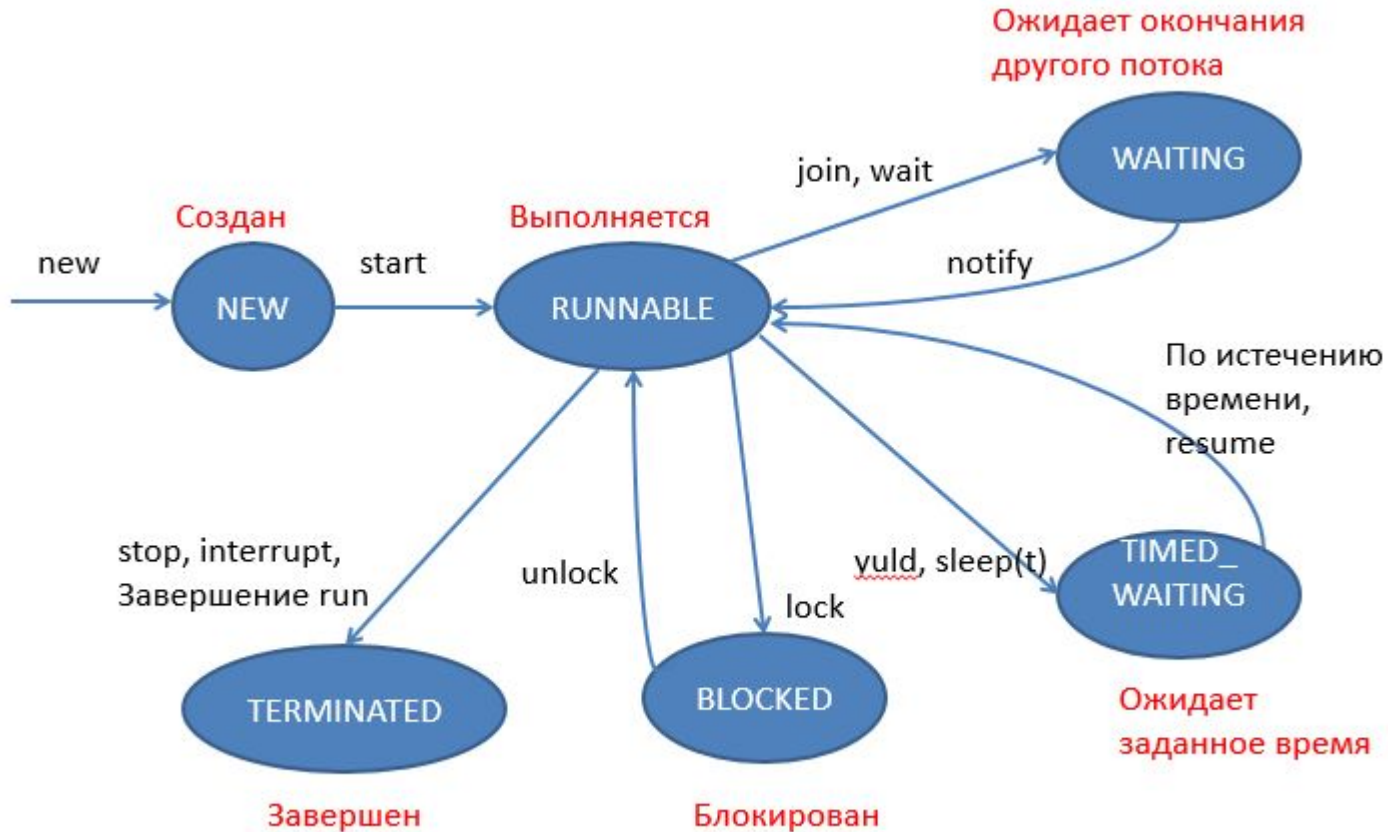 Ожидает окончания
другого потока
WAITING
join, wait
Создан
Выполняется
new
start
notify
NEW
RUNNABLE
По истечению
времени,
resume
stop, interrupt,
Завершение run
unlock
yuld, sleep(t)
lock
TIMED_
WAITING
TERMINATED
BLOCKED
Ожидает
заданное время
Завершен
Блокирован